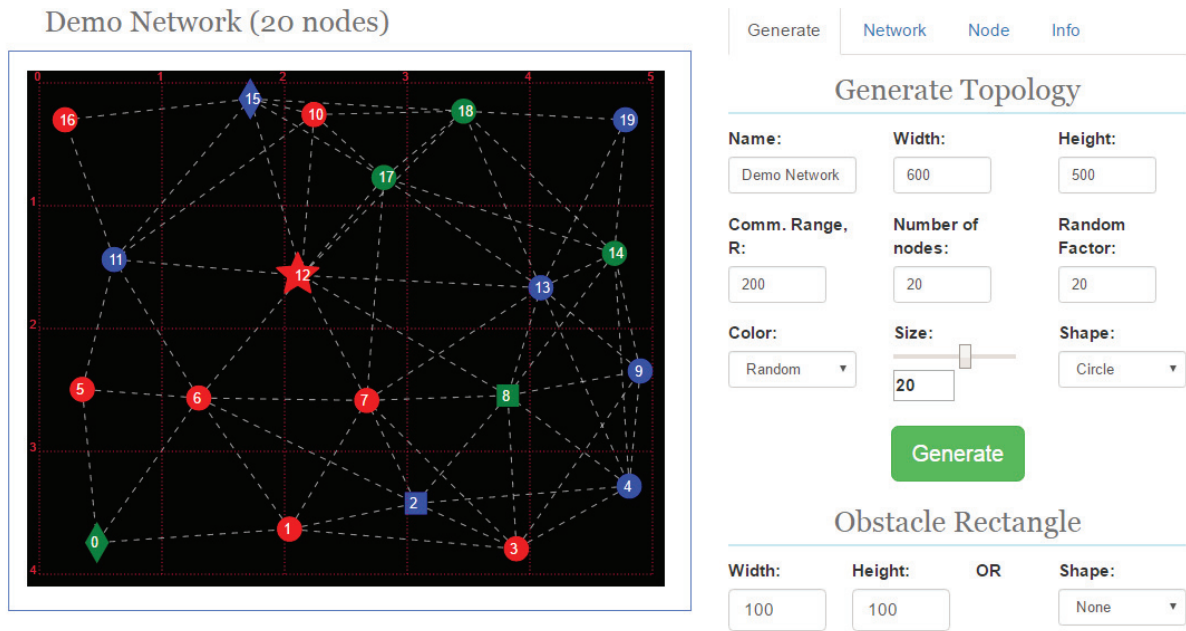 Demo Network (20 nodes)
0 1 2 3 4 5
15
16 10 18 19
17
1
11 12 14
13
2
5 6 7 8 9
3
2 4
0 1 3
4
Generate Network Node Info
Generate Topology
Name: Width: Height:
Demo Network 600 500
Comm. Range, R: Number of nodes: Random Factor:
200 20 20
Color: Size: Shape:
Random Circle
20
Generate
Obstacle Rectangle
Width: Height: OR Shape:
100 100 None